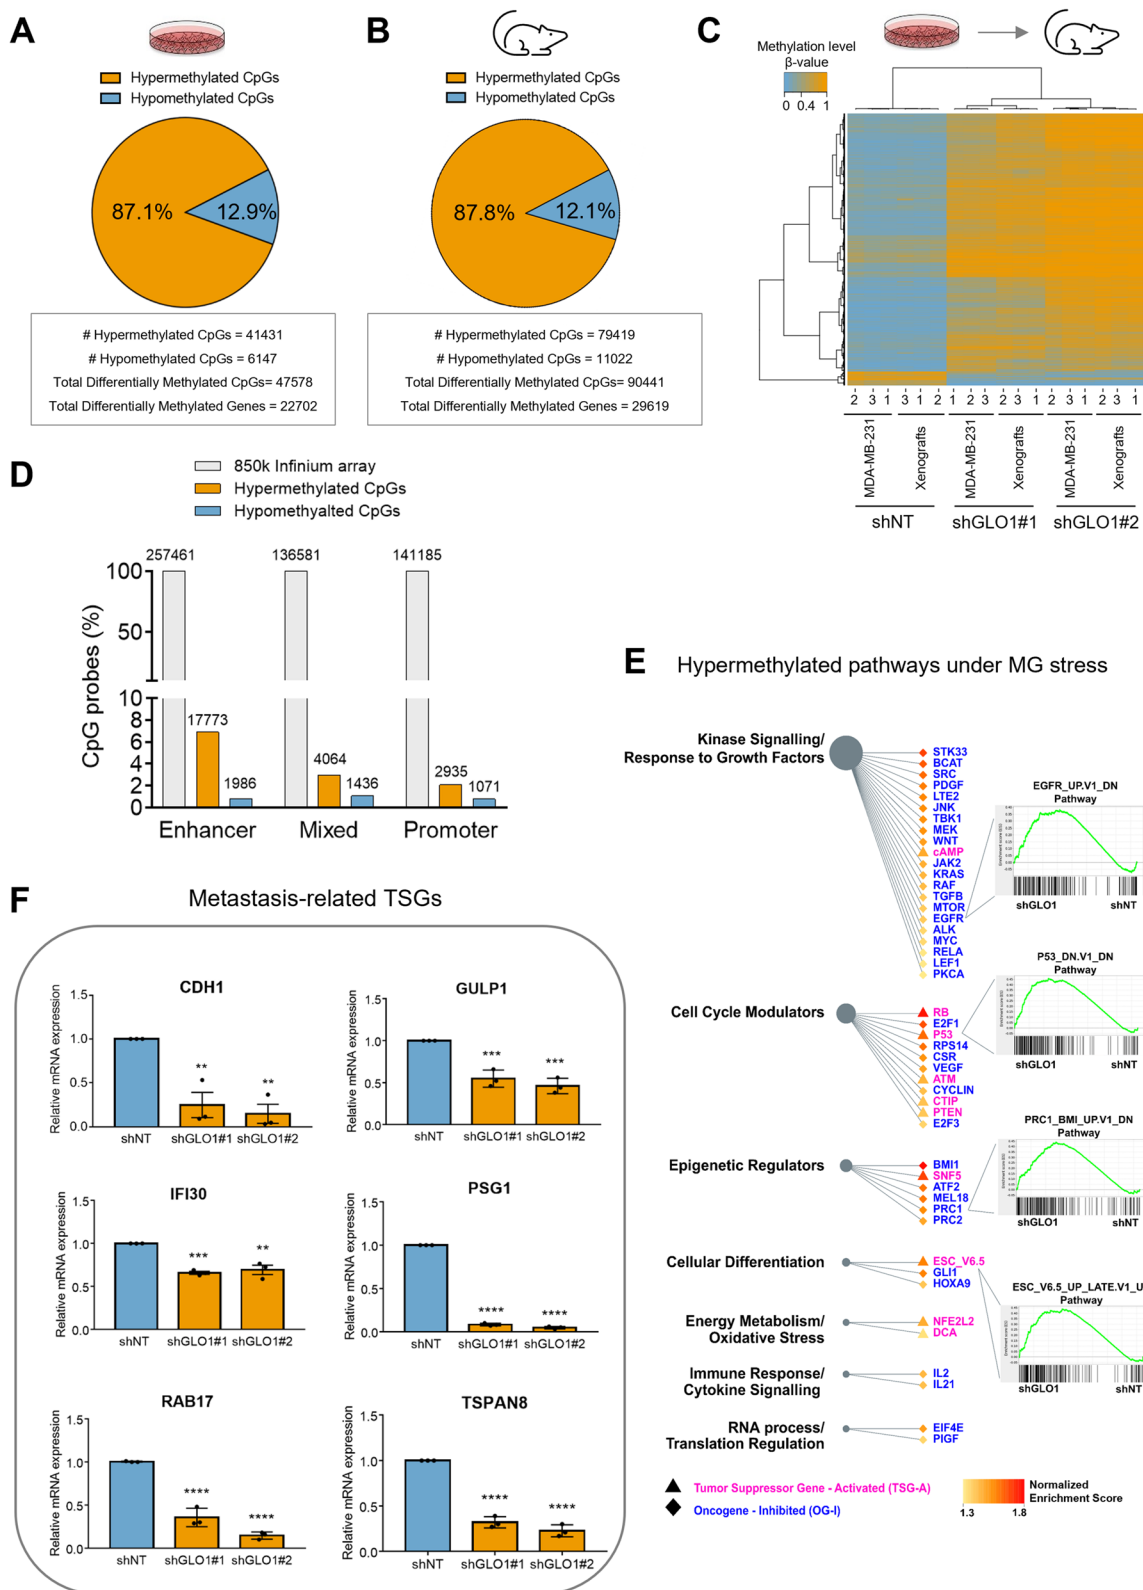 A
Hypermethylated CpGs
Hypomethylated CpGs
87.1%
12.9%
# Hypermethylated CpGs = 41431
# Hypomethylated CpGs = 6147
Total Differentially Methylated CpGs= 47578
Total Differentially Methylated Genes = 22702
B
Hypermethylated CpGs
Hypomethylated CpGs
87.8%
12.1%
# Hypermethylated CpGs = 79419
# Hypomethylated CpGs = 11022
Total Differentially Methylated CpGs= 90441
Total Differentially Methylated Genes = 29619
C
Methylation level
β-value
0 0.4 1
2 3 1 3 1 2 1 2 3 2 3 1 2 3 1 2 3 1
MDA-MB-231
Xenografts
MDA-MB-231
Xenografts
MDA-MB-231
Xenografts
shNT
shGLO1#1
shGLO1#2
D
850k Infinium array
Hypermethylated CpGs
Hypomethyalted CpGs
CpG probes (%)
100
50
10
8
6
4
2
0
257461
17773
1986
136581
4064
1436
141185
2935
1071
Enhancer
Mixed
Promoter
E
Hypermethylated pathways under MG stress
Kinase Signalling/
Response to Growth Factors
STK33
BCAT
SRC
PDGF
LTE2
JNK
TBK1
MEK
WNT
cAMP
JAK2
KRAS
RAF
TGFB
MTOR
EGFR
ALK
MYC
RELA
LEF1
PKCA
EGFR_UP.V1_DN
Pathway
shGLO1
shNT
Cell Cycle Modulators
RB
E2F1
P53
RPS14
CSR
VEGF
ATM
CYCLIN
CTIP
PTEN
E2F3
P53_DN.V1_DN
Pathway
shGLO1
shNT
Epigenetic Regulators
BMI1
SNF5
ATF2
MEL18
PRC1
PRC2
PRC1_BMI_UP.V1_DN
Pathway
shGLO1
shNT
Cellular Differentiation
ESC_V6.5
GLI1
HOXA9
ESC_V6.5_UP_LATE.V1_U
Pathway
shGLO1
shNT
Energy Metabolism/
Oxidative Stress
NFE2L2
DCA
Immune Response/
Cytokine Signalling
IL2
IL21
RNA process/
Translation Regulation
EIF4E
PIGF
Tumor Suppressor Gene - Activated (TSG-A)
Oncogene - Inhibited (OG-I)
Normalized
Enrichment Score
1.3
1.8
F
Metastasis-related TSGs
CDH1
Relative mRNA expression
1.5
1.0
0.5
0.0
**
**
shNT
shGLO1#1
shGLO1#2
GULP1
Relative mRNA expression
1.5
1.0
0.5
0.0
***
***
shNT
shGLO1#1
shGLO1#2
IFI30
Relative mRNA expression
1.5
1.0
0.5
0.0
***
**
shNT
shGLO1#1
shGLO1#2
PSG1
Relative mRNA expression
1.5
1.0
0.5
0.0
****
****
shNT
shGLO1#1
shGLO1#2
RAB17
Relative mRNA expression
1.5
1.0
0.5
0.0
****
****
shNT
shGLO1#1
shGLO1#2
TSPAN8
Relative mRNA expression
1.5
1.0
0.5
0.0
****
****
shNT
shGLO1#1
shGLO1#2